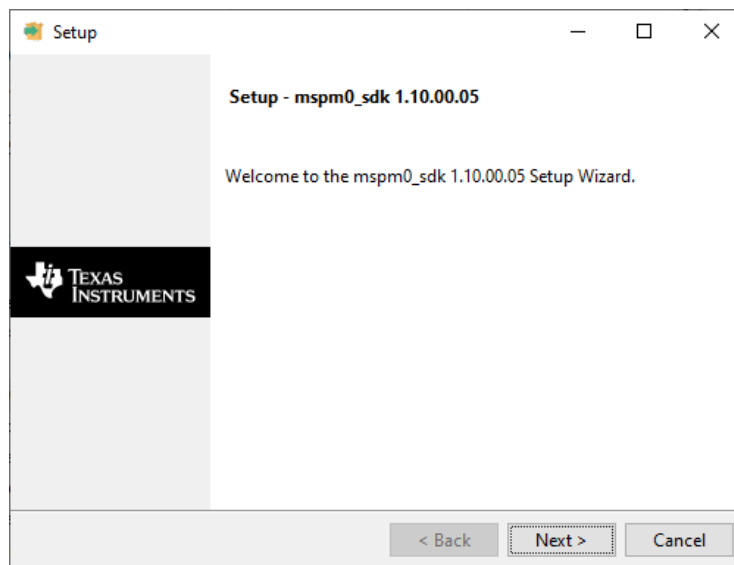 Setup
Setup - mspm0_sdk 1.10.00.05
Welcome to the mspm0_sdk 1.10.00.05 Setup Wizard.
TEXAS
INSTRUMENTS
< Back Next > Cancel